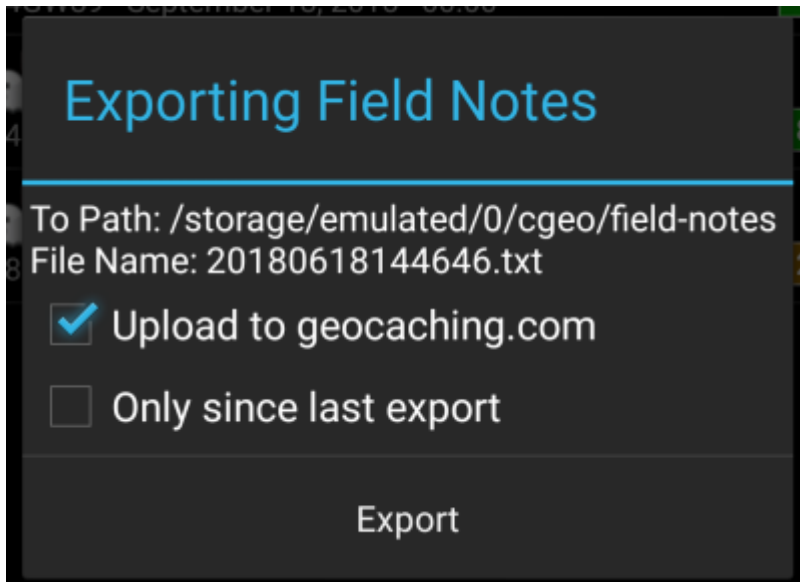 Exporting Field Notes
To Path: /storage/emulated/0/cgeo/field-notes
File Name: 20180618144646.txt
Upload to geocaching.com
Only since last export
Export